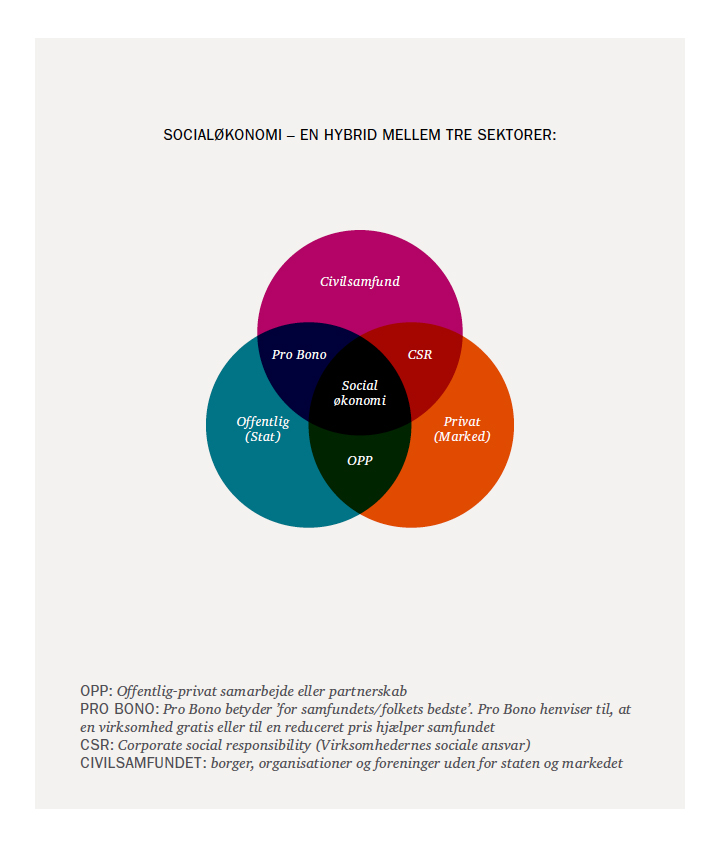 SOCIALØKONOMI – EN HYBRID MELLEM TRE SEKTORER:
Civilsamfund
Pro Bono
CSR
Social
økonomi
Offentlig
(Stat)
Privat
(Marked)
OPP
OPP: Offentlig-privat samarbejde eller partnerskab
PRO BONO: Pro Bono betyder ’for samfundets/folkets bedste’. Pro Bono henviser til, at
en virksomhed gratis eller til en reduceret pris hjælper samfundet
CSR: Corporate social responsibility (Virksomhedernes sociale ansvar)
CIVILSAMFUNDET: borger, organisationer og foreninger uden for staten og markedet